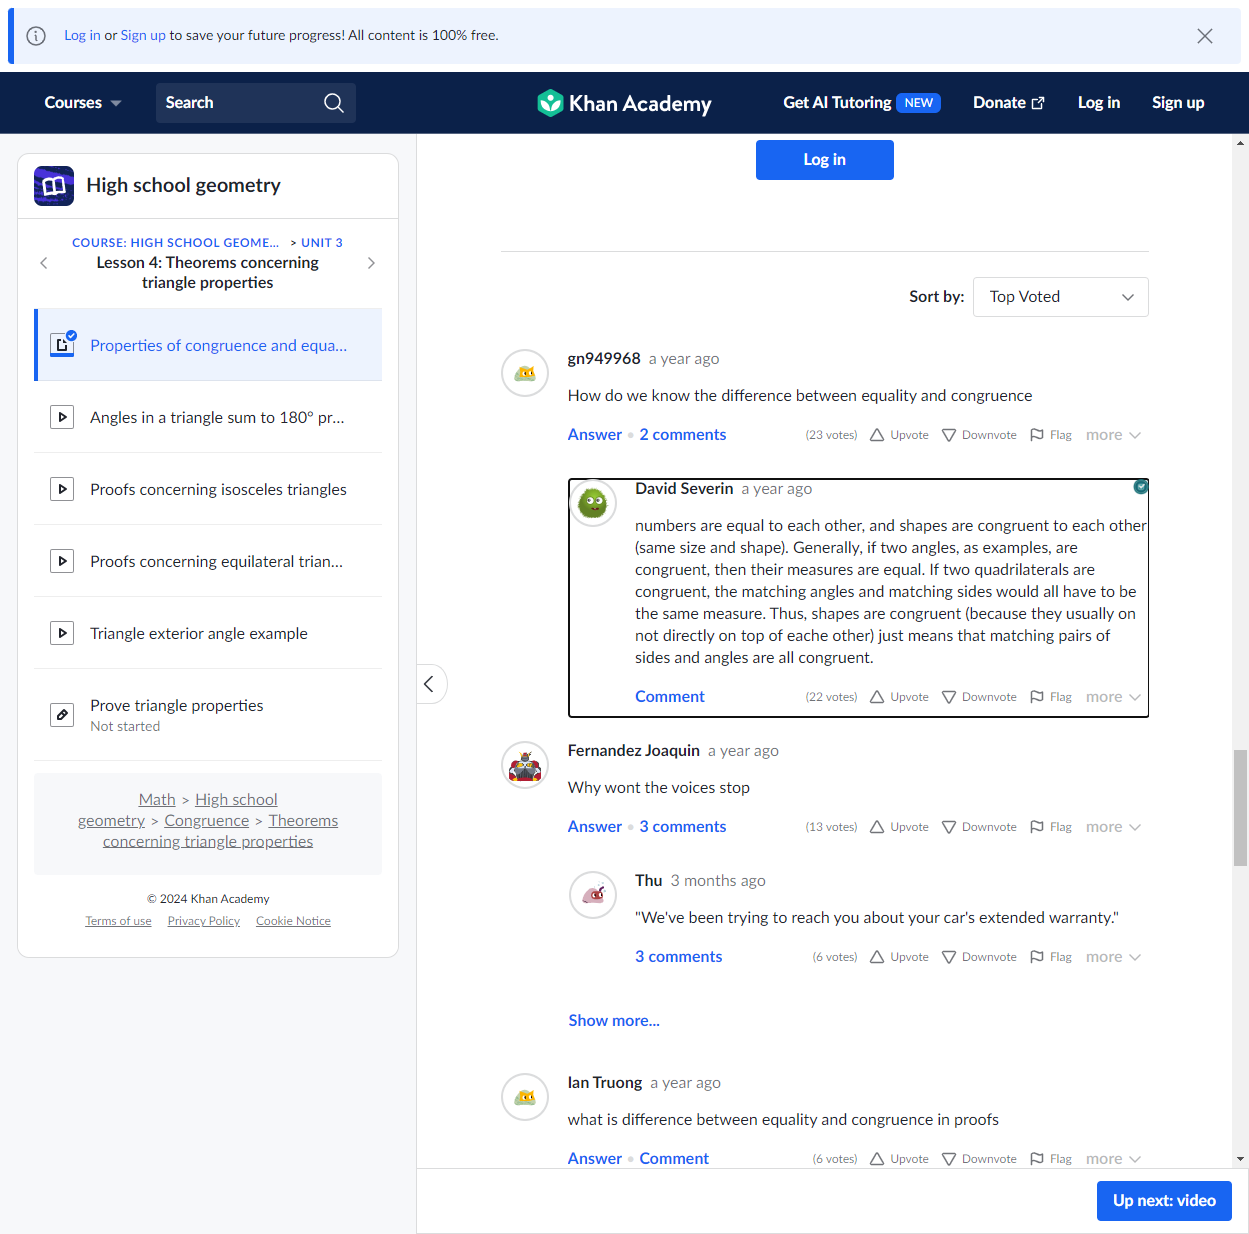 Log in or Sign up to save your future progress! All content is 100% free.
Courses
Search
Khan Academy
Get AI Tutoring NEW
Donate
Log in
Sign up
High school geometry
COURSE: HIGH SCHOOL GEOME... > UNIT 3
Lesson 4: Theorems concerning
triangle properties
Properties of congruence and equa...
Angles in a triangle sum to 180° pr...
Proofs concerning isosceles triangles
Proofs concerning equilateral trian...
Triangle exterior angle example
Prove triangle properties
Not started
Math > High school
geometry > Congruence > Theorems
concerning triangle properties
© 2024 Khan Academy
Terms of use Privacy Policy Cookie Notice
Log in
Sort by: Top Voted
gn949968 a year ago
How do we know the difference between equality and congruence
Answer • 2 comments (23 votes) Upvote Downvote Flag more
David Severin a year ago
numbers are equal to each other, and shapes are congruent to each other
(same size and shape). Generally, if two angles, as examples, are
congruent, then their measures are equal. If two quadrilaterals are
congruent, the matching angles and matching sides would all have to be
the same measure. Thus, shapes are congruent (because they usually on
not directly on top of eache other) just means that matching pairs of
sides and angles are all congruent.
Comment (22 votes) Upvote Downvote Flag more
Fernandez Joaquin a year ago
Why wont the voices stop
Answer • 3 comments (13 votes) Upvote Downvote Flag more
Thu 3 months ago
"We've been trying to reach you about your car's extended warranty."
3 comments (6 votes) Upvote Downvote Flag more
Show more...
Ian Truong a year ago
what is difference between equality and congruence in proofs
Answer • Comment (6 votes) Upvote Downvote Flag more
Up next: video